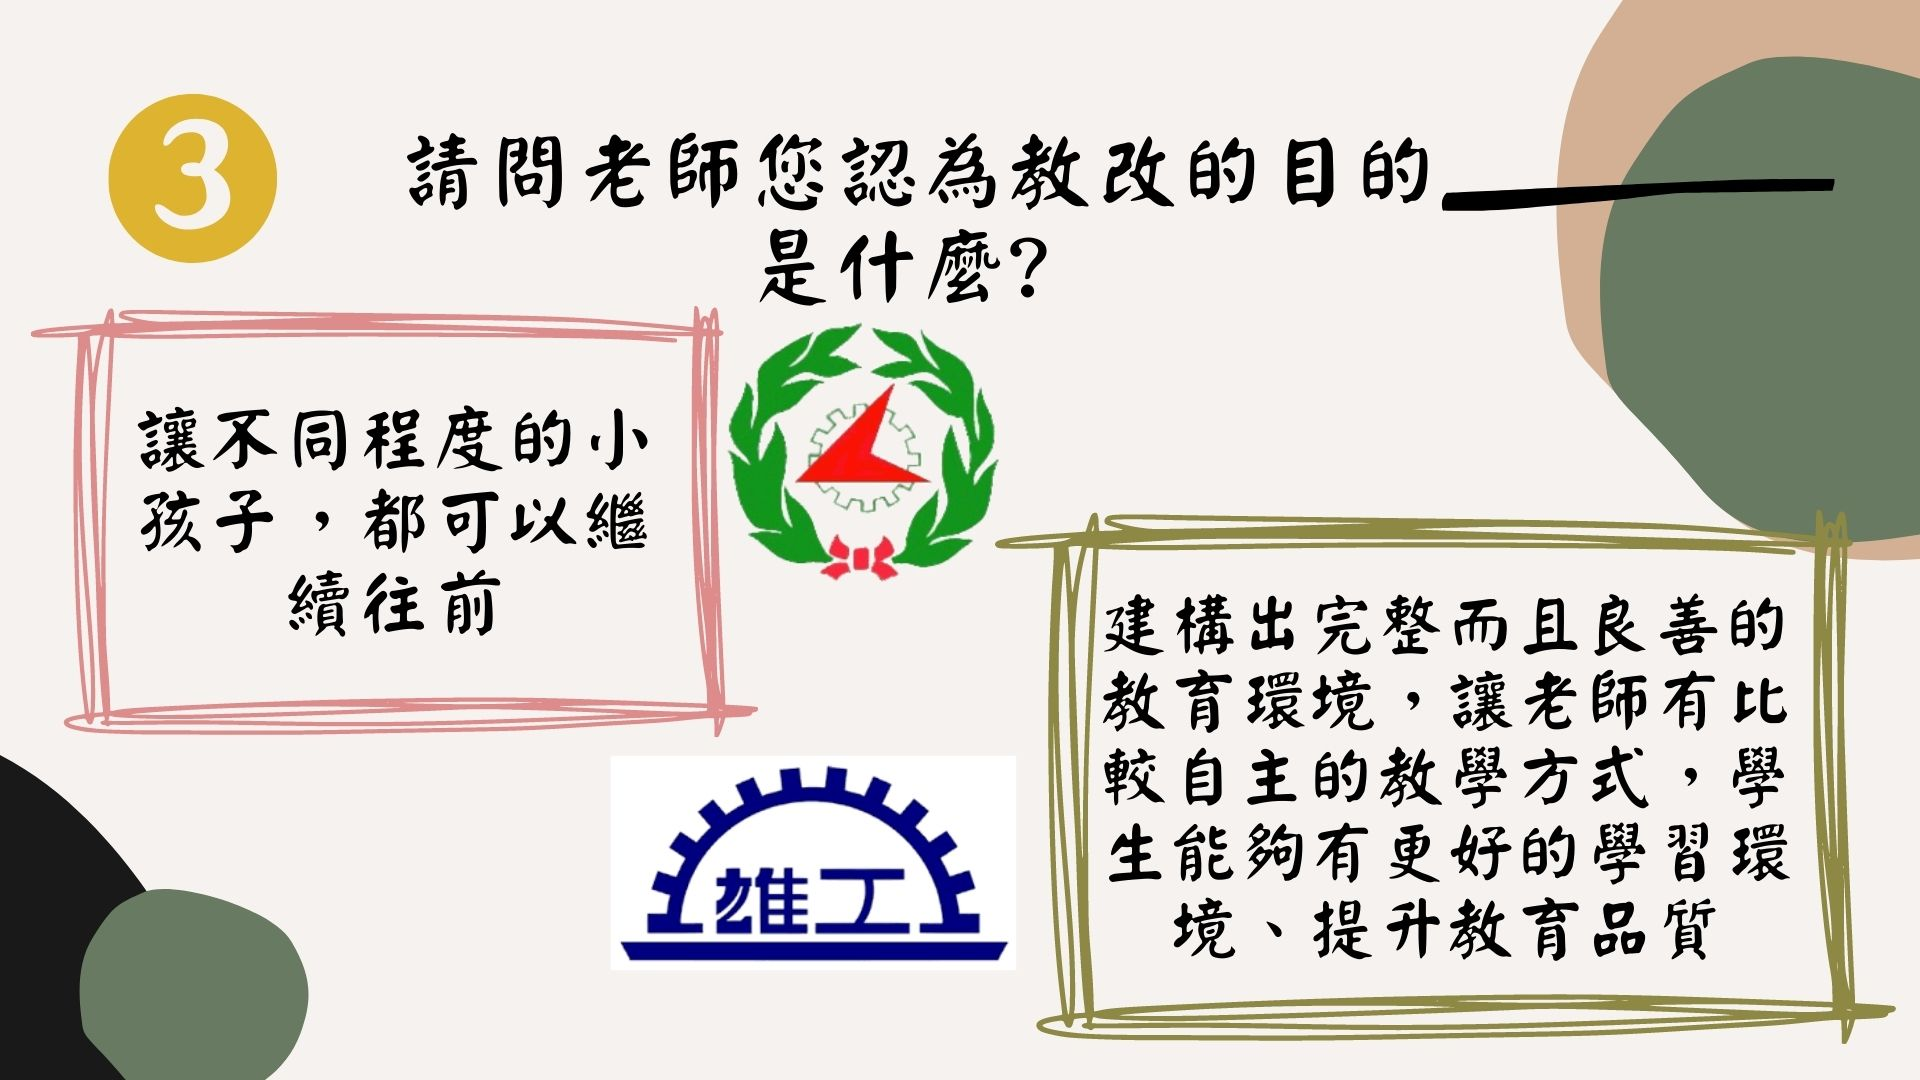 3
請問老師您認為教改的目的
是什麼?
讓不同程度的小
孩子，都可以繼
續往前
建構出完整而且良善的
教育環境，讓老師有比
較自主的教學方式，學
生能夠有更好的學習環
境、提升教育品質
雄工